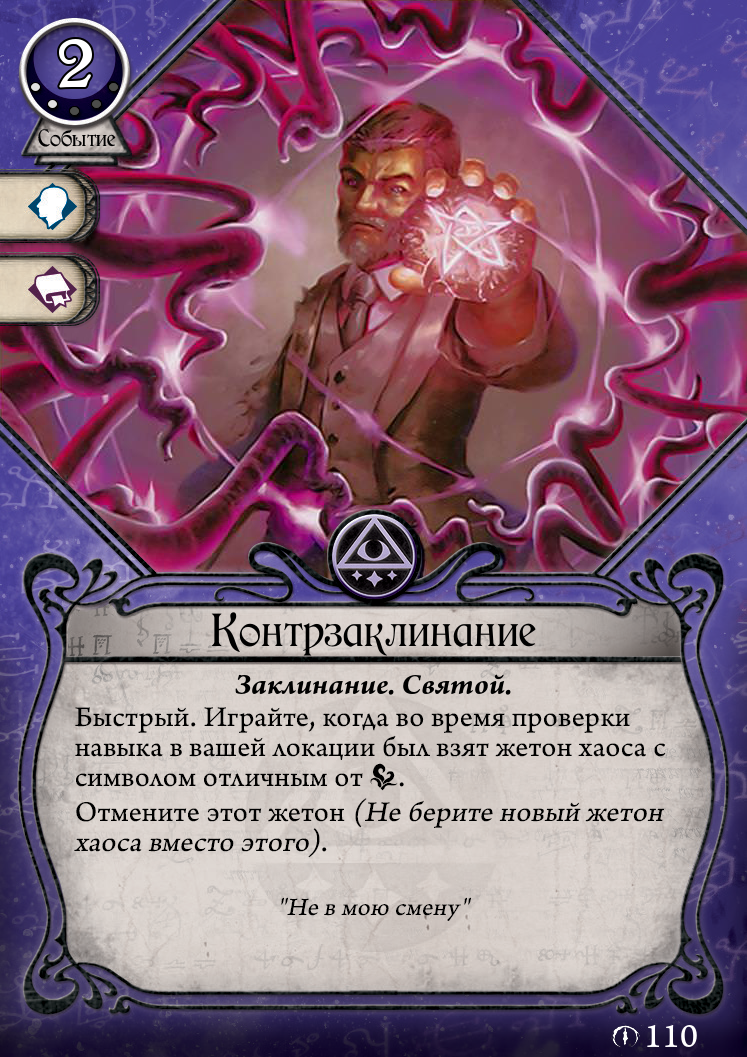 2
Событие
Контрзаклинание
Заклинание. Святой.
Быстрый. Играйте, когда во время проверки
навыка в вашей локации был взят жетон хаоса с
символом отличным от .
Отмените этот жетон (Не берите новый жетон
хаоса вместо этого).
"Не в мою смену"
110